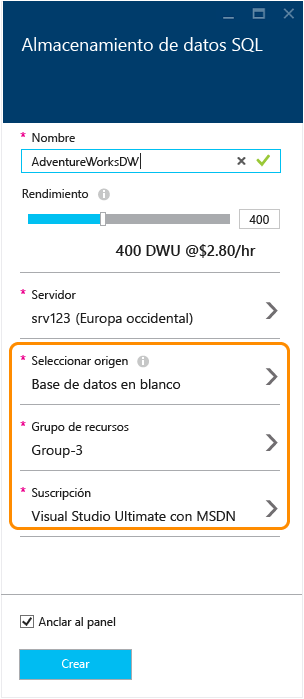 Almacenamiento de datos SQL
* Nombre
AdventureWorksDW
Rendimiento
400
400 DWU @$2.80/hr
* Servidor
srv123 (Europa occidental)
* Seleccionar origen
Base de datos en blanco
* Grupo de recursos
Group-3
* Suscripción
Visual Studio Ultimate con MSDN
Anclar al panel
Crear